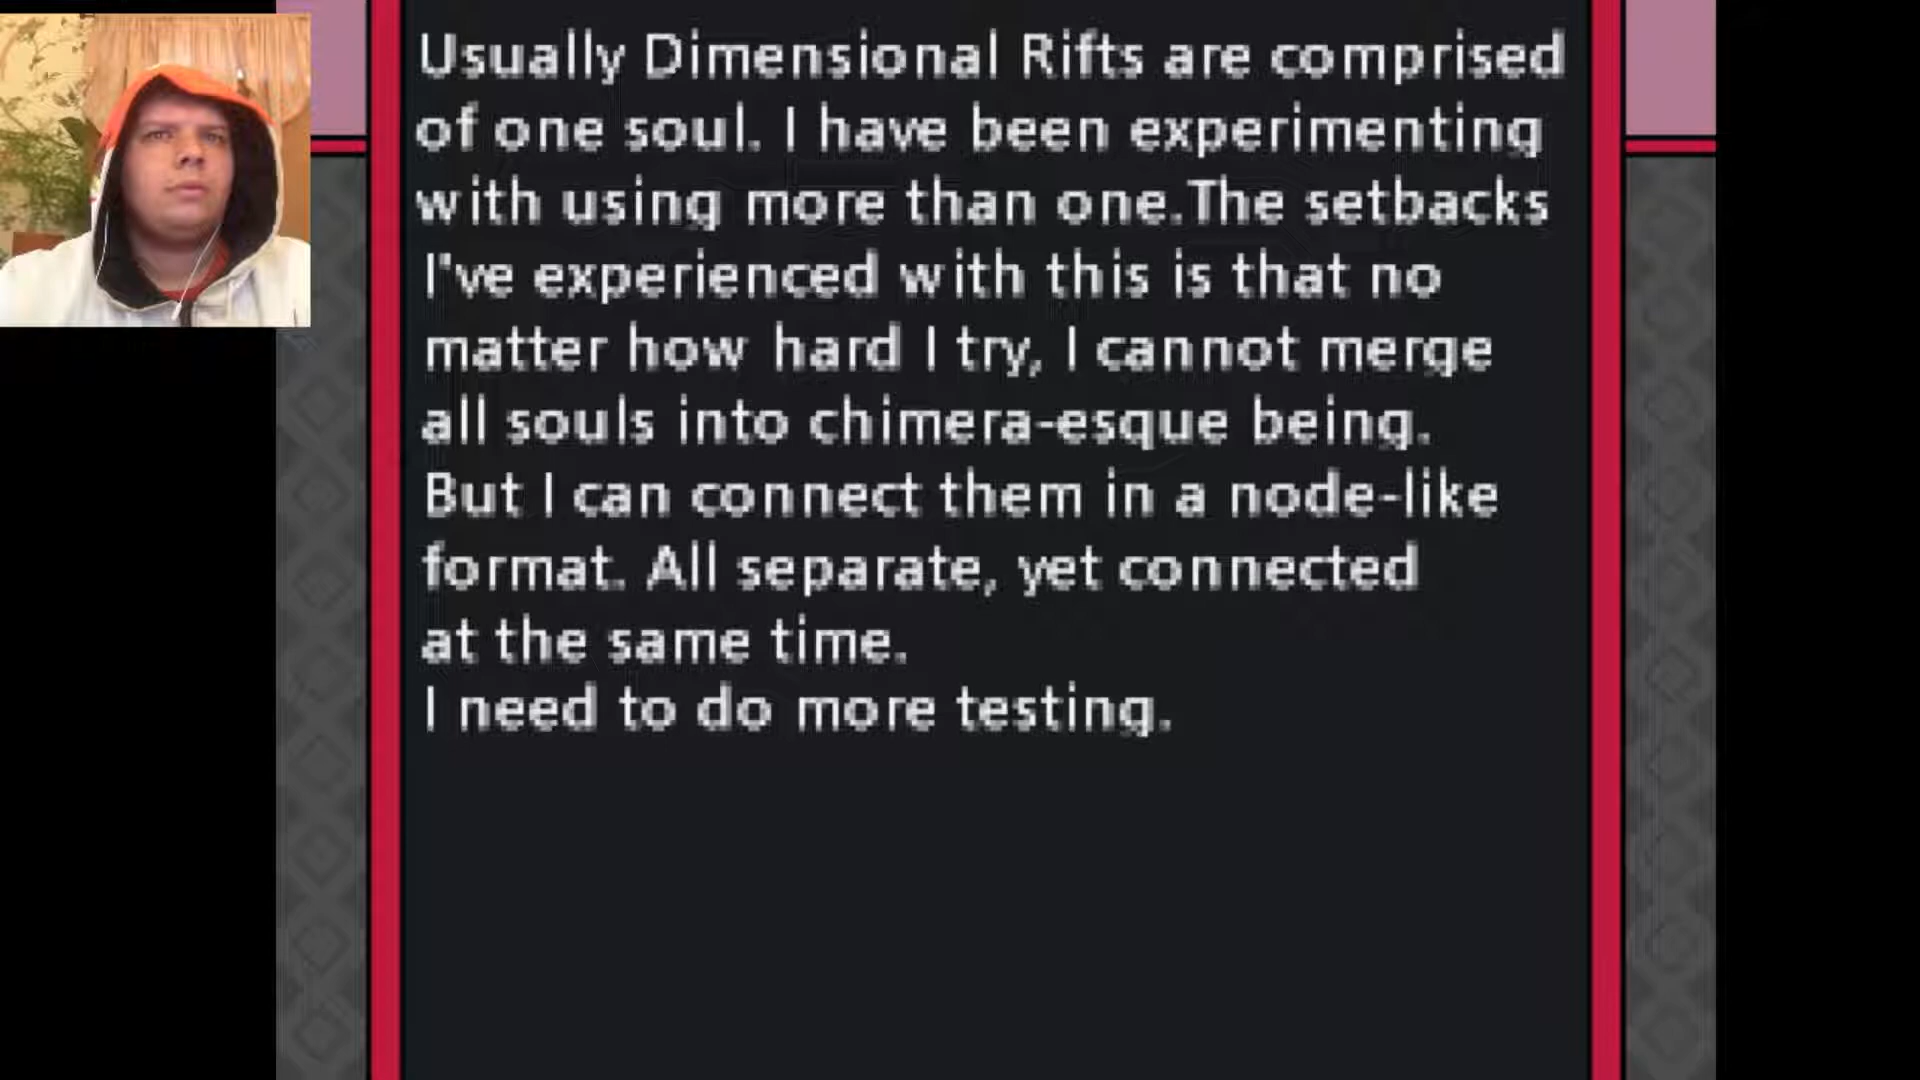 Usually Dimensional Rifts are comprised
of one soul. I have been experimenting
with using more than one.The setbacks
I've experienced with this is that no
matter how hard I try, I cannot merge
all souls into chimera-esque being.
But I can connect them in a node-like
format. All separate, yet connected
at the same time.
I need to do more testing.